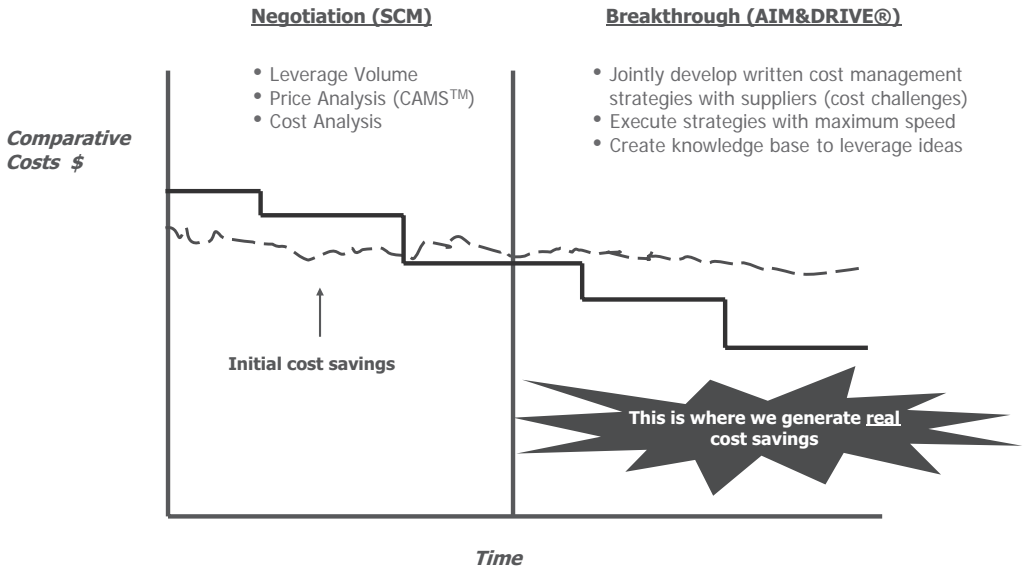 Negotiation (SCM)
Breakthrough (AIM&DRIVE®)
• Leverage Volume
• Price Analysis (CAMS™)
• Cost Analysis
• Jointly develop written cost management
strategies with suppliers (cost challenges)
• Execute strategies with maximum speed
• Create knowledge base to leverage ideas
Comparative
Costs $
Initial cost savings
This is where we generate real
cost savings
Time